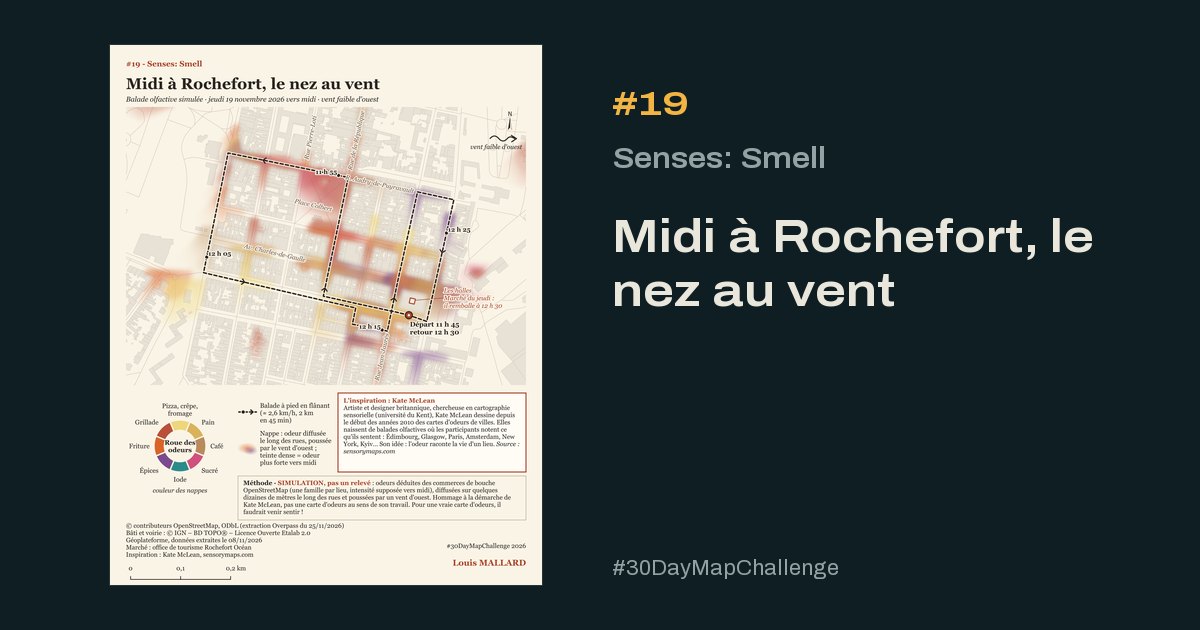 #19 - Senses: Smell
Midi à Rochefort, le nez au vent
Balade olfactive simulée · jeudi 19 novembre 2026 vers midi · vent faible d'ouest
N
vent faible d'ouest
Rue Pierre-Loti
Rue de la République
11 h 55
R. Audry-de-Puyravault
Place Colbert
12 h 25
Av. Charles-de-Gaulle
12 h 05
Les halles
Marché du jeudi :
il remballe à 12 h 30
12 h 15
Départ 11 h 45
retour 12 h 30
Rue Jean-Jaurès
Pizza, crêpe,
fromage
Grillade
Pain
Roue des
odeurs
Friture
Café
Épices
Sucré
Iode
couleur des nappes
Balade à pied en flânant
(≈ 2,6 km/h, 2 km
en 45 min)
Nappe : odeur diffusée
le long des rues, poussée
par le vent d'ouest ;
teinte dense = odeur
plus forte vers midi
L'inspiration : Kate McLean
Artiste et designer britannique, chercheuse en cartographie
sensorielle (université du Kent), Kate McLean dessine depuis
le début des années 2010 des cartes d'odeurs de villes. Elles
naissent de balades olfactives où les participants notent ce
qu'ils sentent : Édimbourg, Glasgow, Paris, Amsterdam, New
York, Kyiv... Son idée : l'odeur raconte la vie d'un lieu. Source :
sensorymaps.com
Méthode · SIMULATION, pas un relevé : odeurs déduites des commerces de bouche
OpenStreetMap (une famille par lieu, intensité supposée vers midi), diffusées sur quelques
dizaines de mètres le long des rues et poussées par un vent d'ouest. Hommage à la démarche de
Kate McLean, pas une carte d'odeurs au sens de son travail. Pour une vraie carte d'odeurs, il
faudrait venir sentir !
© contributeurs OpenStreetMap, ODbL (extraction Overpass du 25/11/2026)
Bâti et voirie : © IGN – BD TOPO® – Licence Ouverte Etalab 2.0
Géoplateforme, données extraites le 08/11/2026
Marché : office de tourisme Rochefort Océan
Inspiration : Kate McLean, sensorymaps.com
0 0,1 0,2 km
#30DayMapChallenge 2026
Louis MALLARD
#19
Senses: Smell
Midi à Rochefort, le
nez au vent
#30DayMapChallenge